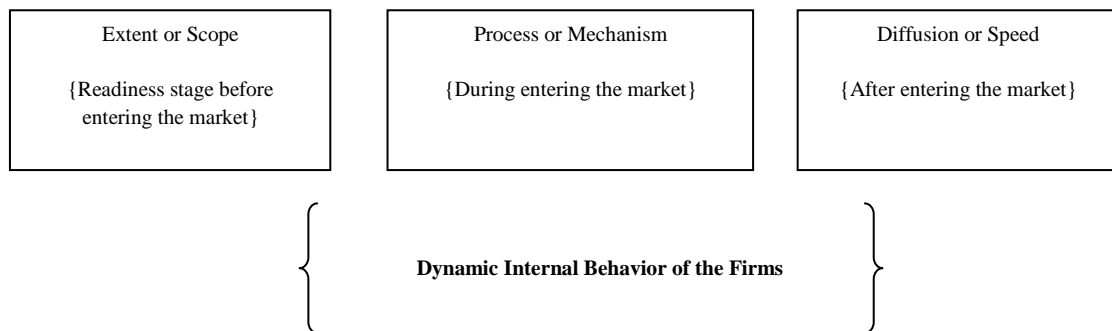 Extent or Scope
{Readiness stage before
entering the market}
Process or Mechanism
{During entering the market}
Diffusion or Speed
{After entering the market}
Dynamic Internal Behavior of the Firms